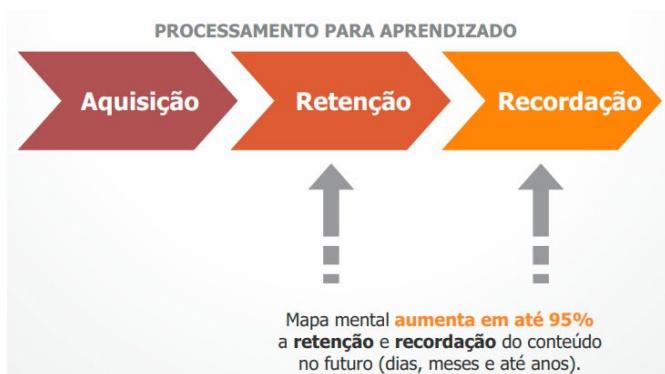 PROCESSAMENTO PARA APRENDIZADO
Aquisição
Retenção
Recordação
Mapa mental aumenta em até 95%
a retenção e recordação do conteúdo
no futuro (dias, meses e até anos).